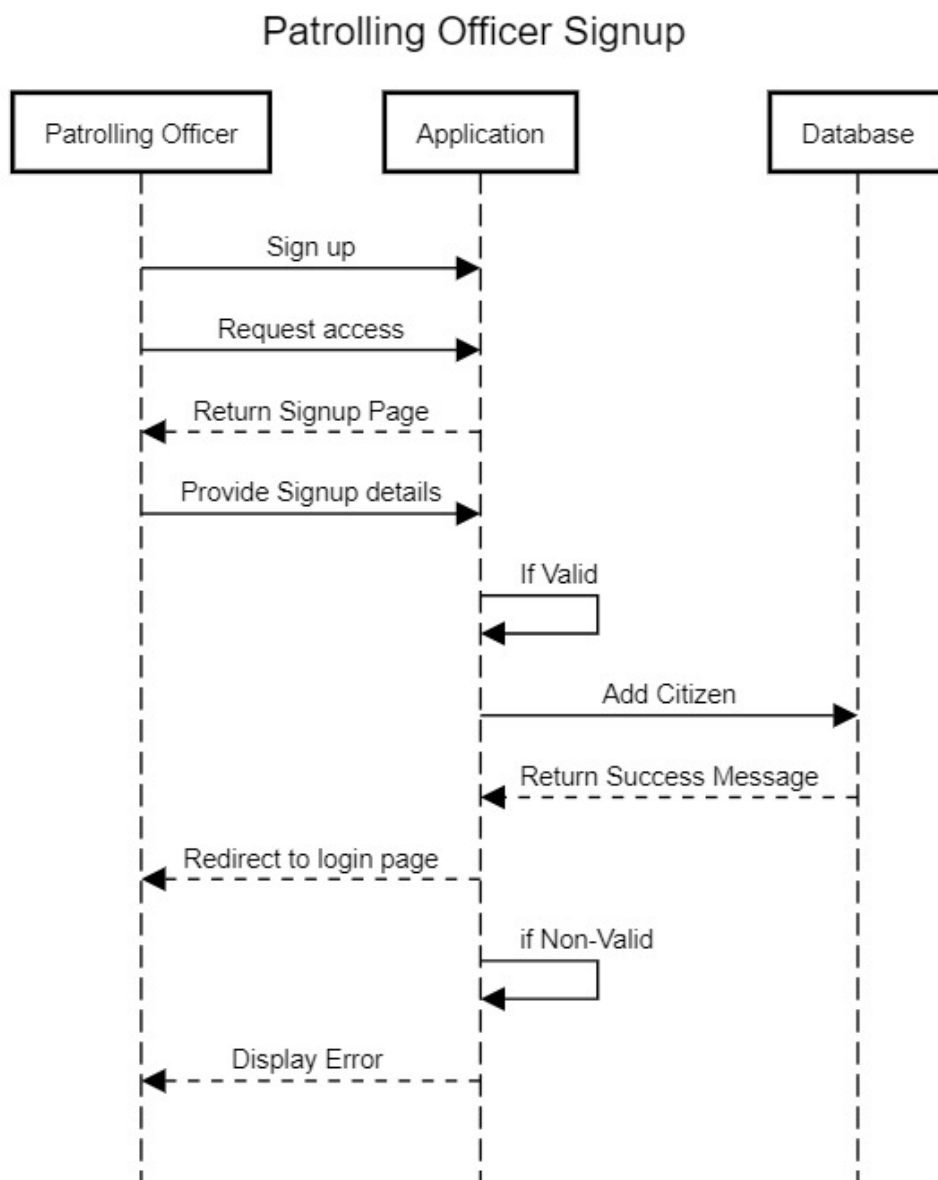 Patrolling Officer Signup
Patrolling Officer
Application
Database
Sign up
Request access
Return Signup Page
Provide Signup details
If Valid
Add Citizen
Return Success Message
Redirect to login page
if Non-Valid
Display Error